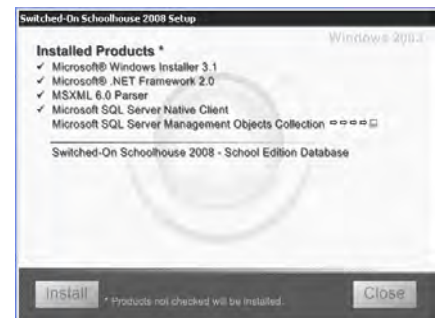 Switched-On Schoolhouse 2008 Setup
Windows 2003
Installed Products *
✓ Microsoft® Windows Installer 3.1
✓ Microsoft® .NET Framework 2.0
✓ MSXML 6.0 Parser
✓ Microsoft SQL Server Native Client
Microsoft SQL Server Management Objects Collection
Switched-On Schoolhouse 2008 - School Edition Database
Install
* Products not checked will be installed.
Close